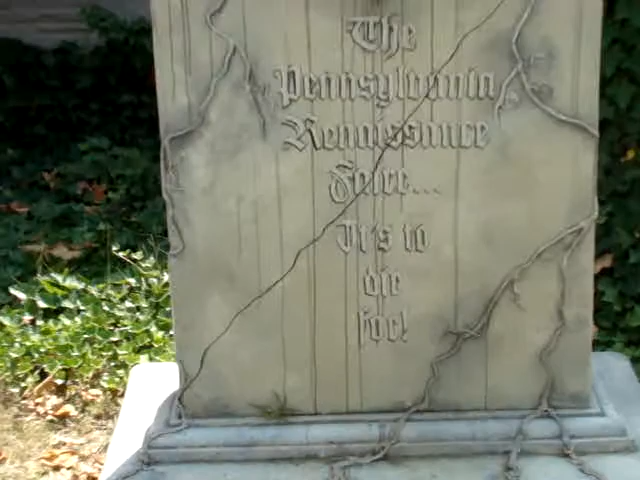 The
Pennsylvania
Renaissance
Faire...
It's to
die
for!